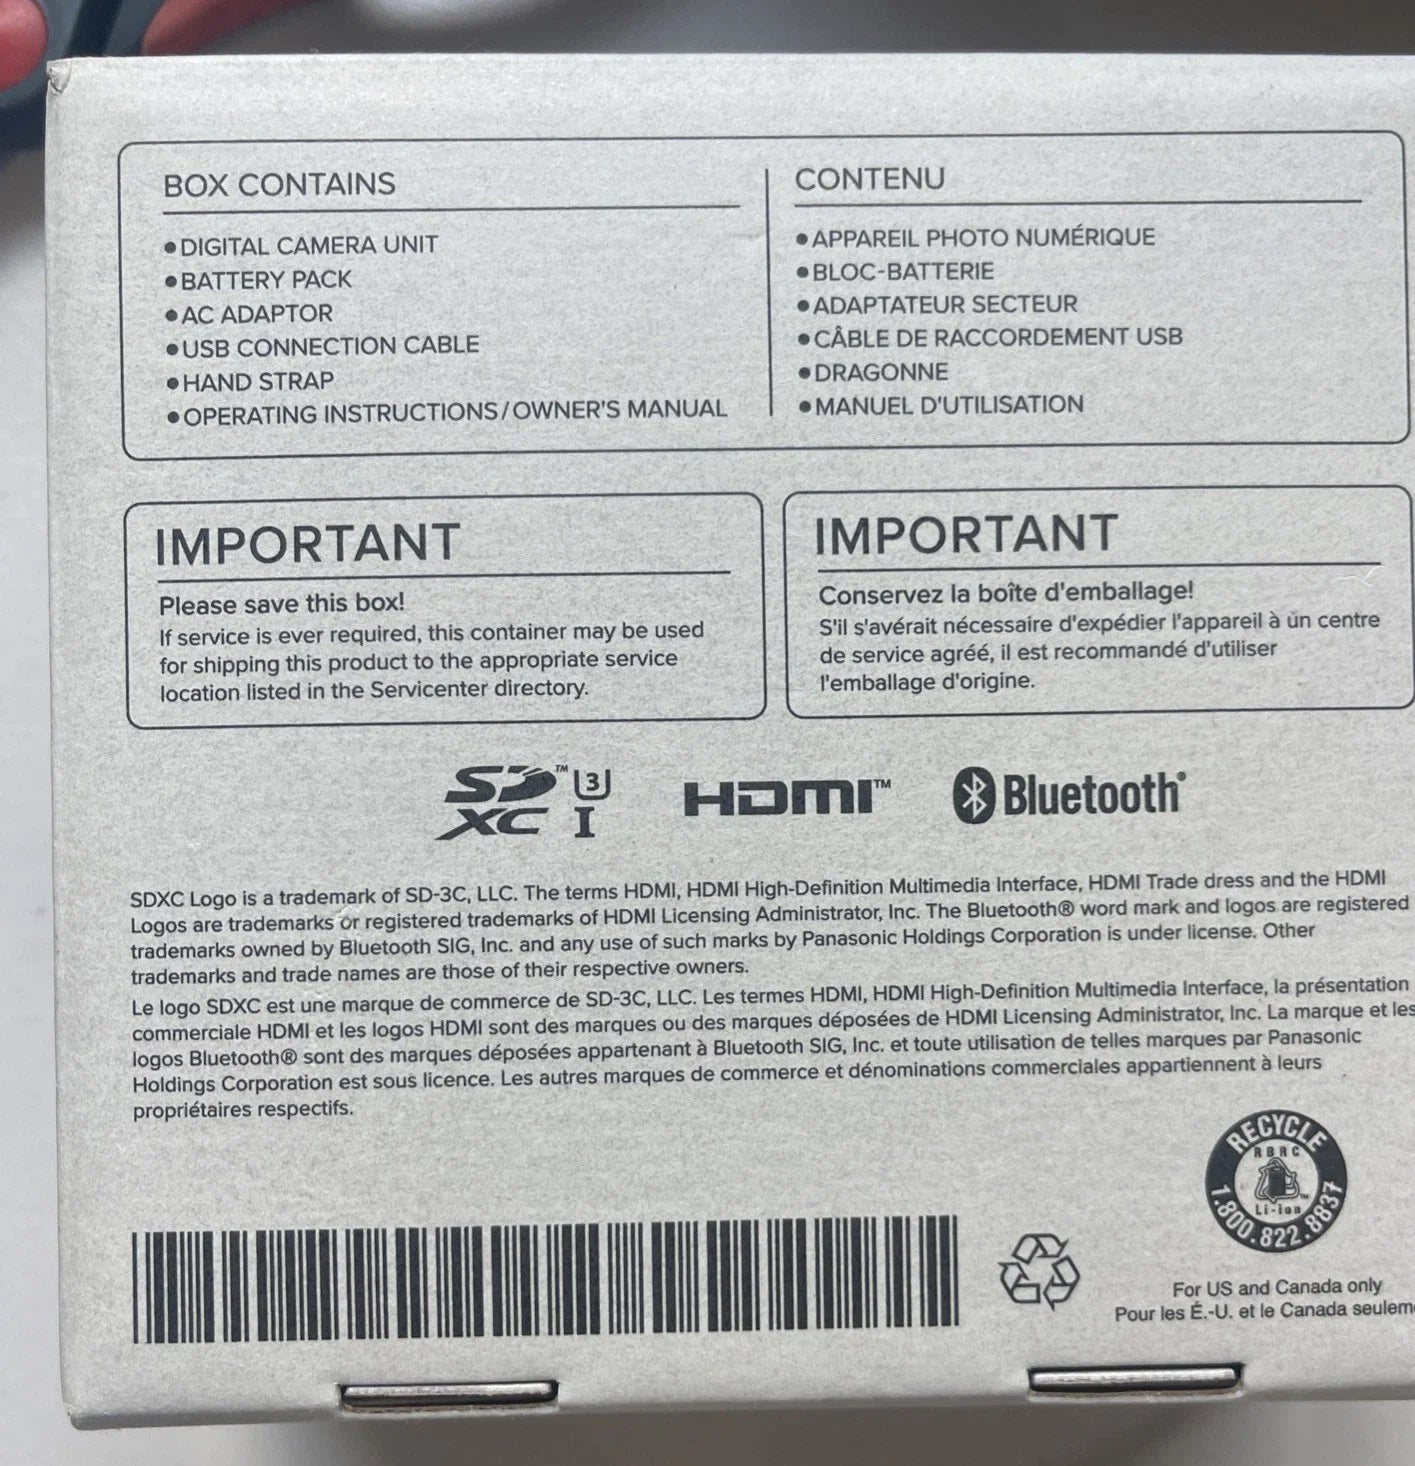 BOX CONTAINS
●DIGITAL CAMERA UNIT
●BATTERY PACK
●AC ADAPTOR
●USB CONNECTION CABLE
●HAND STRAP
●OPERATING INSTRUCTIONS/OWNER'S MANUAL
CONTENU
●APPAREIL PHOTO NUMÉRIQUE
●BLOC-BATTERIE
●ADAPTATEUR SECTEUR
●CÂBLE DE RACCORDEMENT USB
●DRAGONNE
●MANUEL D'UTILISATION
IMPORTANT
Please save this box!
If service is ever required, this container may be used
for shipping this product to the appropriate service
location listed in the Servicenter directory.
IMPORTANT
Conservez la boîte d'emballage!
S'il s'avérait nécessaire d'expédier l'appareil à un centre
de service agréé, il est recommandé d'utiliser
l'emballage d'origine.
SD™ 3
XC I
HDMI™
Bluetooth®
SDXC Logo is a trademark of SD-3C, LLC. The terms HDMI, HDMI High-Definition Multimedia Interface, HDMI Trade dress and the HDMI
Logos are trademarks or registered trademarks of HDMI Licensing Administrator, Inc. The Bluetooth® word mark and logos are registered
trademarks owned by Bluetooth SIG, Inc. and any use of such marks by Panasonic Holdings Corporation is under license. Other
trademarks and trade names are those of their respective owners.
Le logo SDXC est une marque de commerce de SD-3C, LLC. Les termes HDMI, HDMI High-Definition Multimedia Interface, la présentation
commerciale HDMI et les logos HDMI sont des marques ou des marques déposées de HDMI Licensing Administrator, Inc. La marque et les
logos Bluetooth® sont des marques déposées appartenant à Bluetooth SIG, Inc. et toute utilisation de telles marques par Panasonic
Holdings Corporation est sous licence. Les autres marques de commerce et dénominations commerciales appartiennent à leurs
propriétaires respectifs.
RECYCLE
RBRC
Li-ion
1.800.822.8837
For US and Canada only
Pour les É.-U. et le Canada seulem